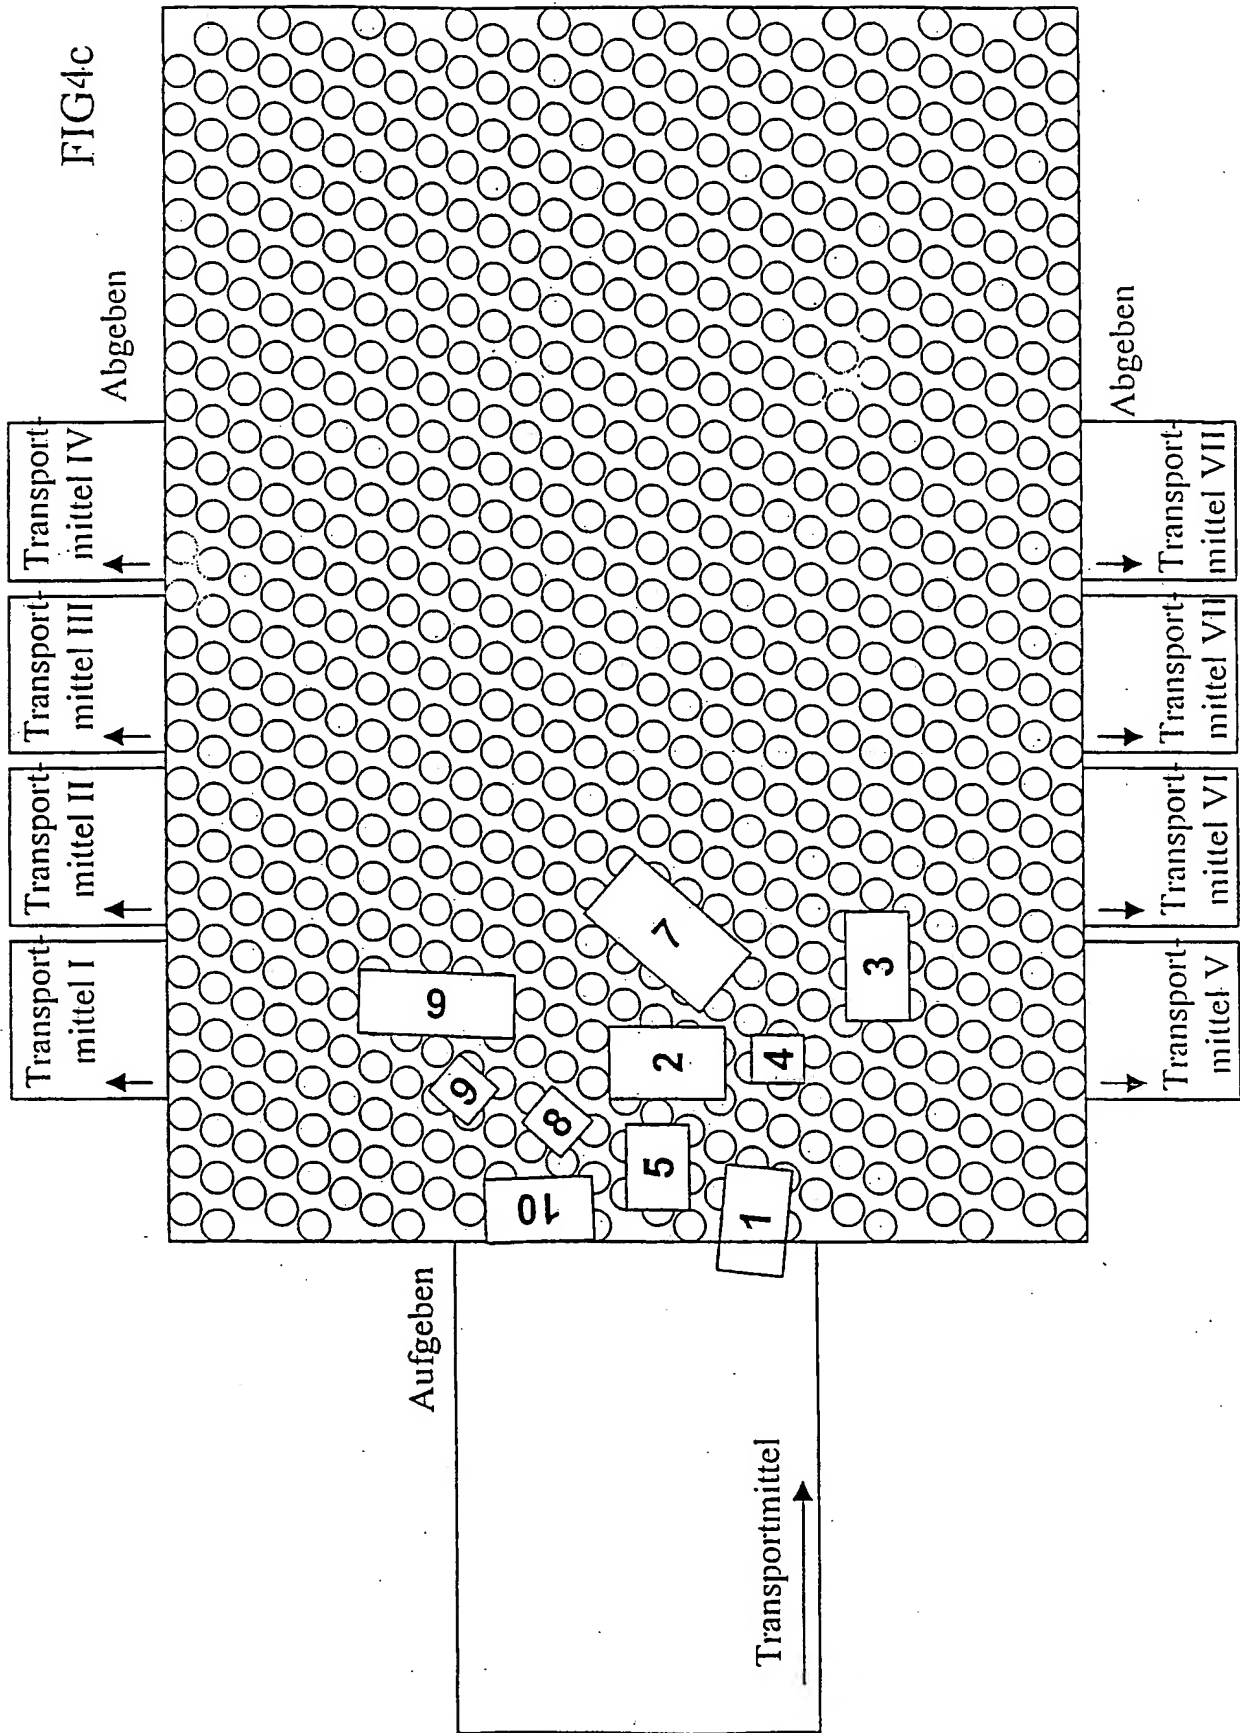 Transport-
mittel I
Transport-
mittel II
Transport-
mittel III
Transport-
mittel IV
FIG4c
Abgeben
Aufgeben
6
9
10
8
5
2
7
1
4
3
Transportmittel
Abgeben
Transport-
mittel V
Transport-
mittel VI
Transport-
mittel VII
Transport-
mittel VII